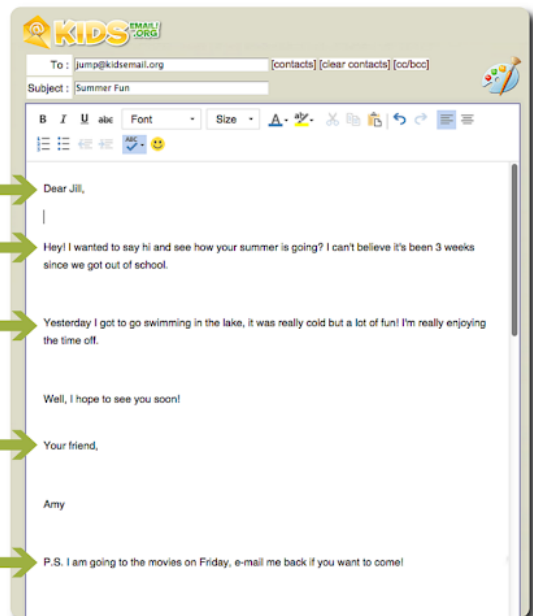 KIDS EMAIL .ORG
To : jump@kidsemail.org [contacts] [clear contacts] [cc/bcc]
Subject : Summer Fun
B I U abc Font Size A ab
ABC
Dear Jill,
Hey! I wanted to say hi and see how your summer is going? I can't believe it's been 3 weeks
since we got out of school.
Yesterday I got to go swimming in the lake, it was really cold but a lot of fun! I'm really enjoying
the time off.
Well, I hope to see you soon!
Your friend,
Amy
P.S. I am going to the movies on Friday, e-mail me back if you want to come!